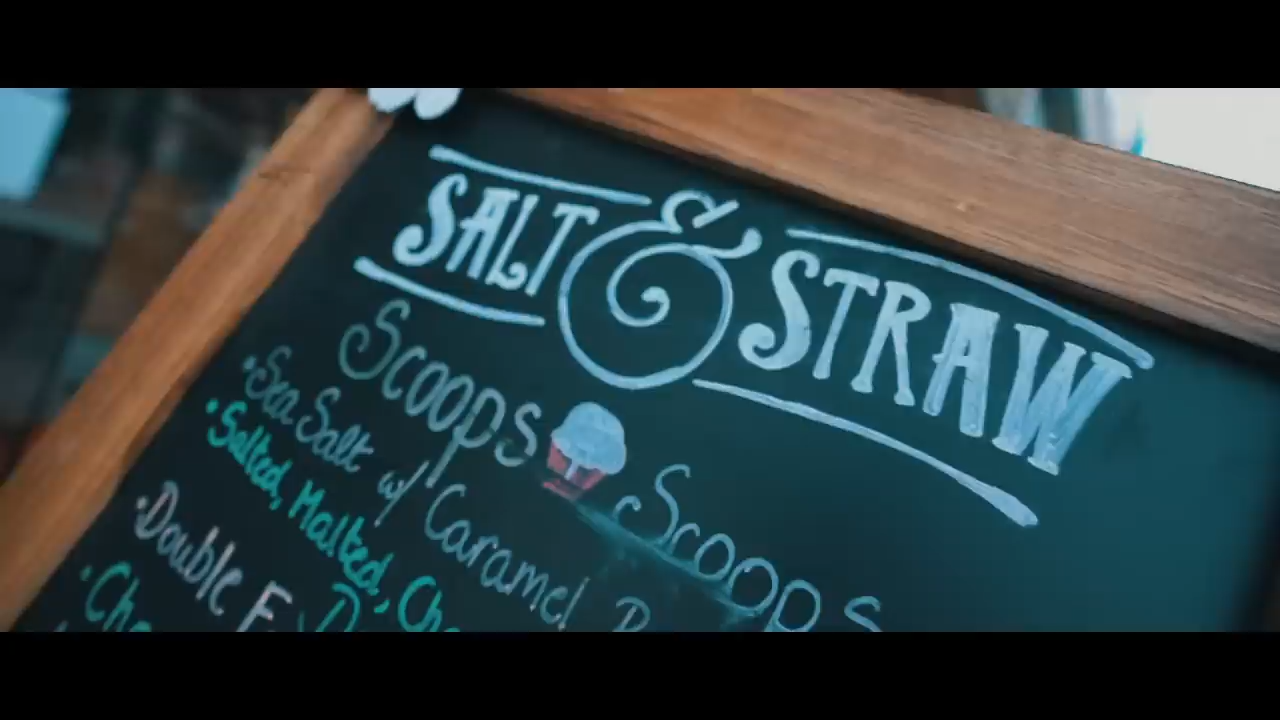 SALT & STRAW
SCOOPS SCOOPS
• Sea Salt w/ Caramel
• Salted, Malted,
• Double